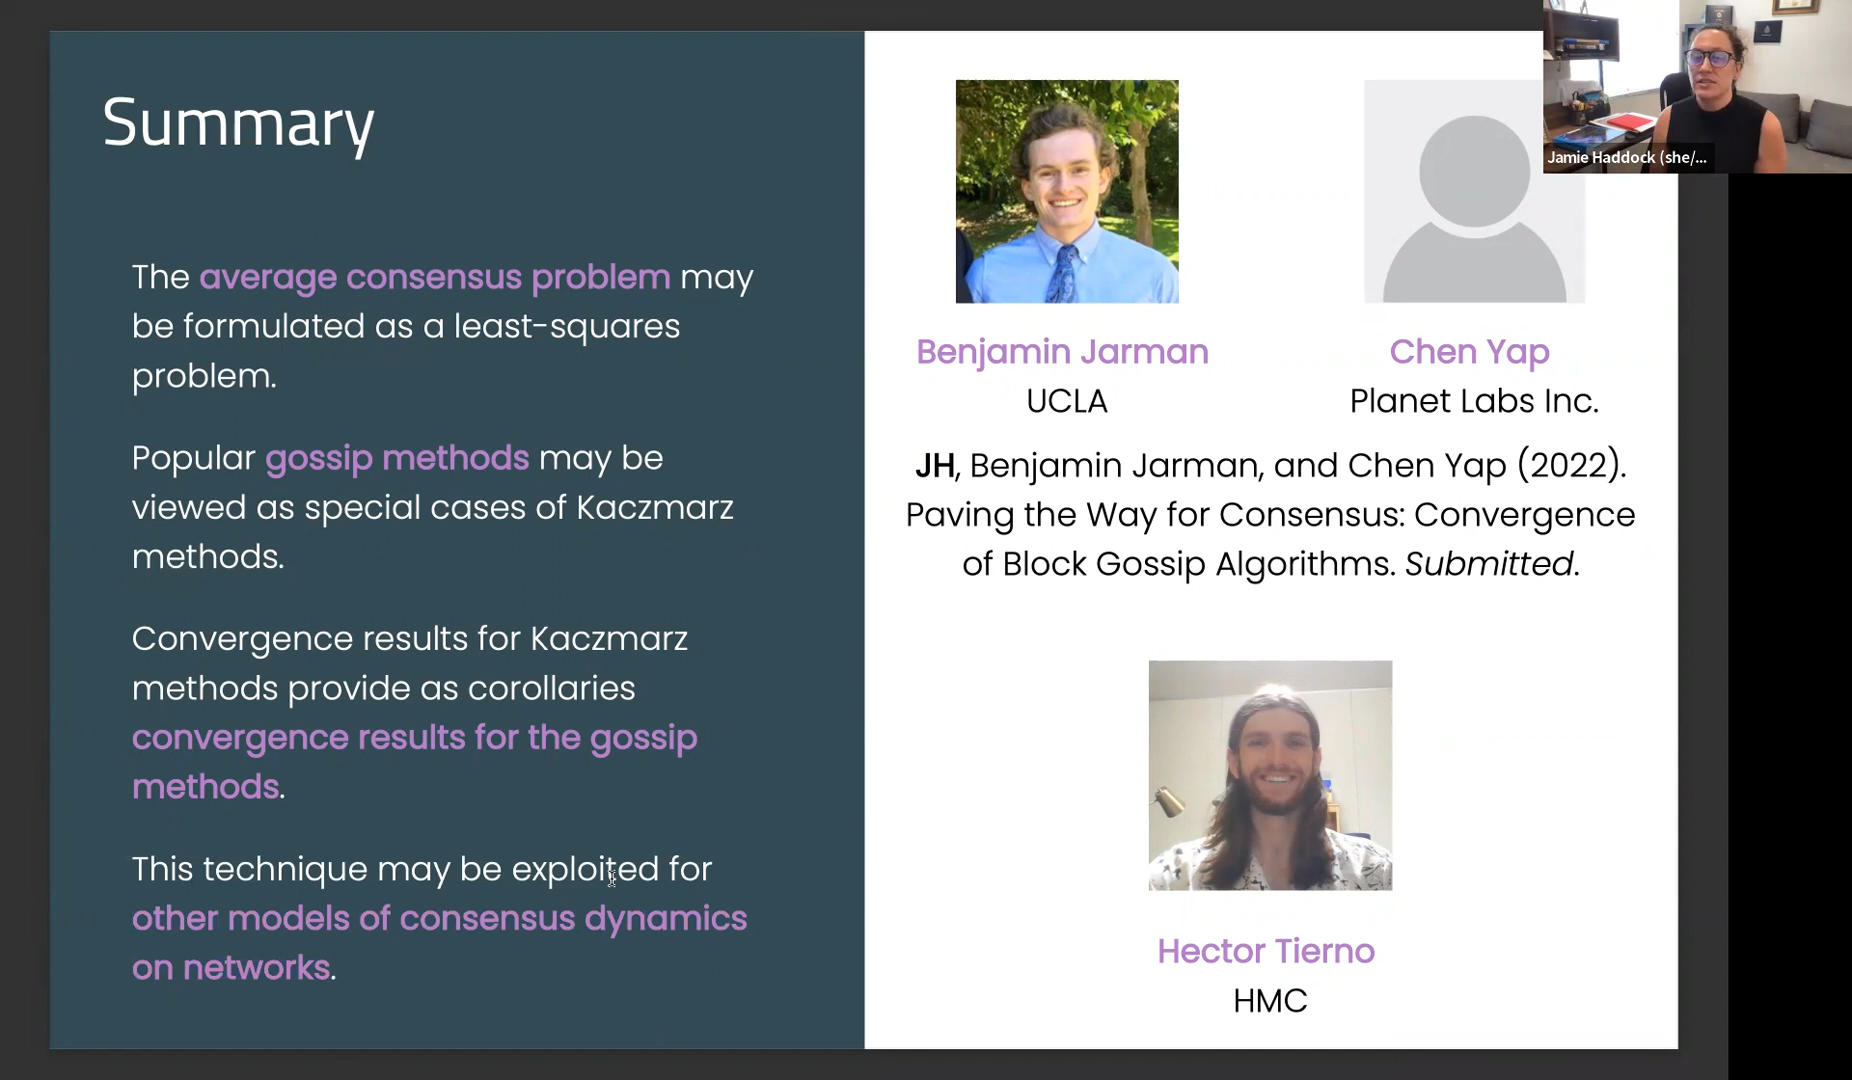 Summary
The average consensus problem may
be formulated as a least-squares
problem.
Popular gossip methods may be
viewed as special cases of Kaczmarz
methods.
Convergence results for Kaczmarz
methods provide as corollaries
convergence results for the gossip
methods.
This technique may be exploited for
other models of consensus dynamics
on networks.
Benjamin Jarman
UCLA
Chen Yap
Planet Labs Inc.
JH, Benjamin Jarman, and Chen Yap (2022).
Paving the Way for Consensus: Convergence
of Block Gossip Algorithms. Submitted.
Hector Tierno
HMC
Jamie Haddock (she/...